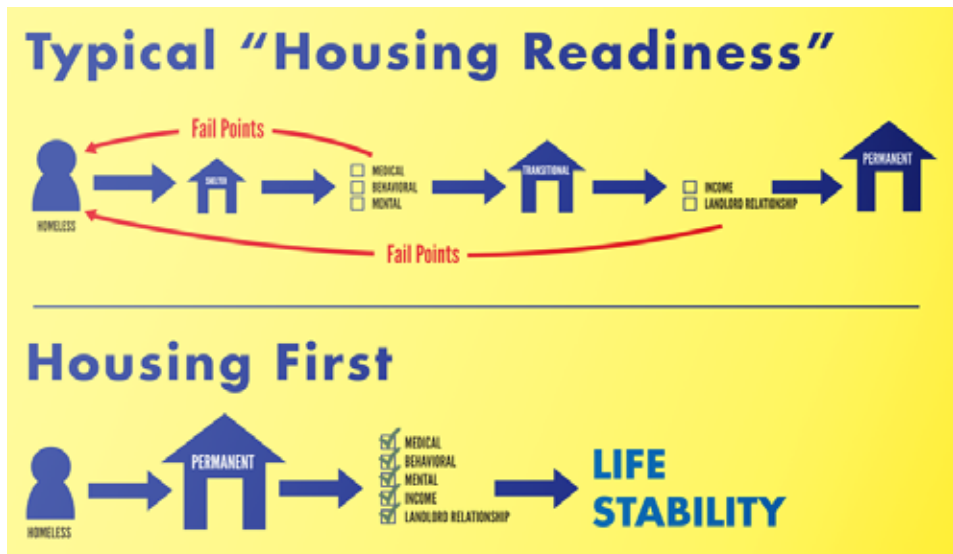 Typical “Housing Readiness”
Fail Points
HOMELESS
SHELTER
MEDICAL
BEHAVIORAL
MENTAL
TRANSITIONAL
INCOME
LANDLORD RELATIONSHIP
PERMANENT
Fail Points
Housing First
HOMELESS
PERMANENT
MEDICAL
BEHAVIORAL
MENTAL
INCOME
LANDLORD RELATIONSHIP
LIFE
STABILITY